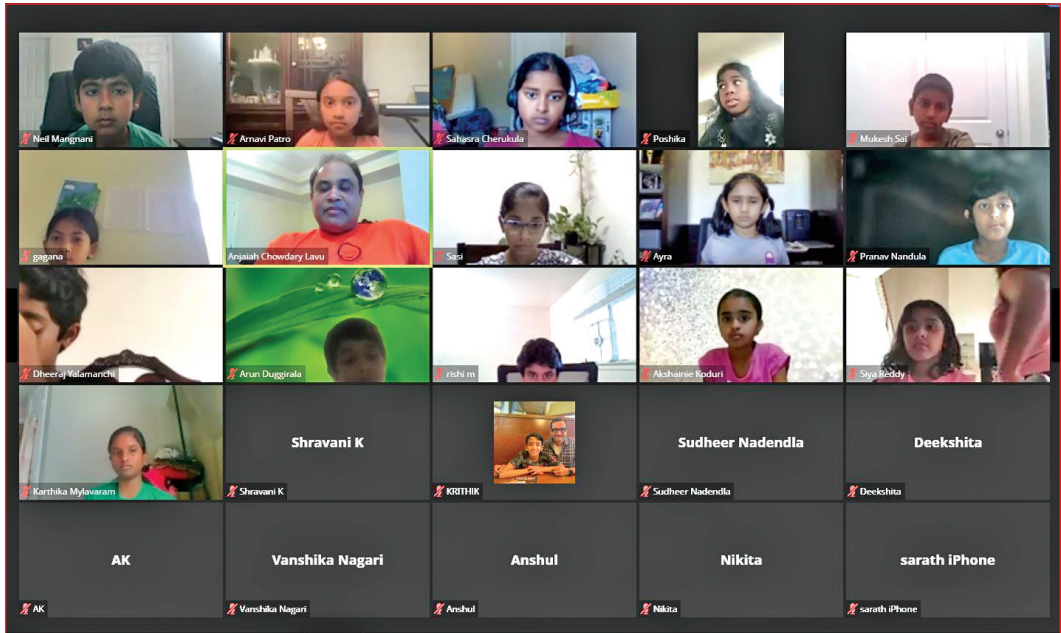 Neil Mangnani
Arnavi Patro
Sahasra Cherukula
Poshika
Mukesh Sai
gagana
Anjaiah Chowdary Lavu
Sasi
Ayra
Pranav Nandula
Dheeraj Yalamanchi
Arun Duggirala
rishi m
Akshainie Koduri
Siya Reddy
Karthika Mylavaram
Shravani K
Shravani K
KRITHIK
Sudheer Nadendla
Sudheer Nadendla
Deekshita
Deekshita
AK
AK
Vanshika Nagari
Vanshika Nagari
Anshul
Anshul
Nikita
Nikita
sarath iPhone
sarath iPhone